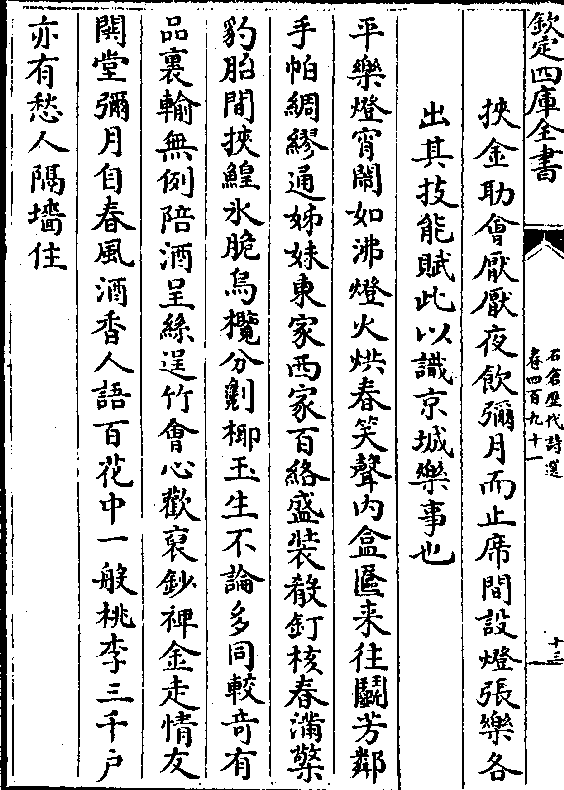 欽定四庫全書
石倉歷代詩選
卷四百九十一
十三
挾金助會厭厭夜飲彌月而止席間設燈張樂各
出其技能賦此以識京城樂事也
平樂燈宵鬧如沸燈火烘春笑聲內盒匳来往鬬芳鄰
手帕綢繆通姊妹東家西家百絡盛裝殽飣核春滿檠
豹胎間挾鰉氷脆烏欖分劙椰玉生不論多同較竒有
品裏輸無例陪酒呈絲逞竹會心歡裒鈔裨金走情友
闋堂彌月自春風酒香人語百花中一般桃李三千户
亦有愁人隔墻住